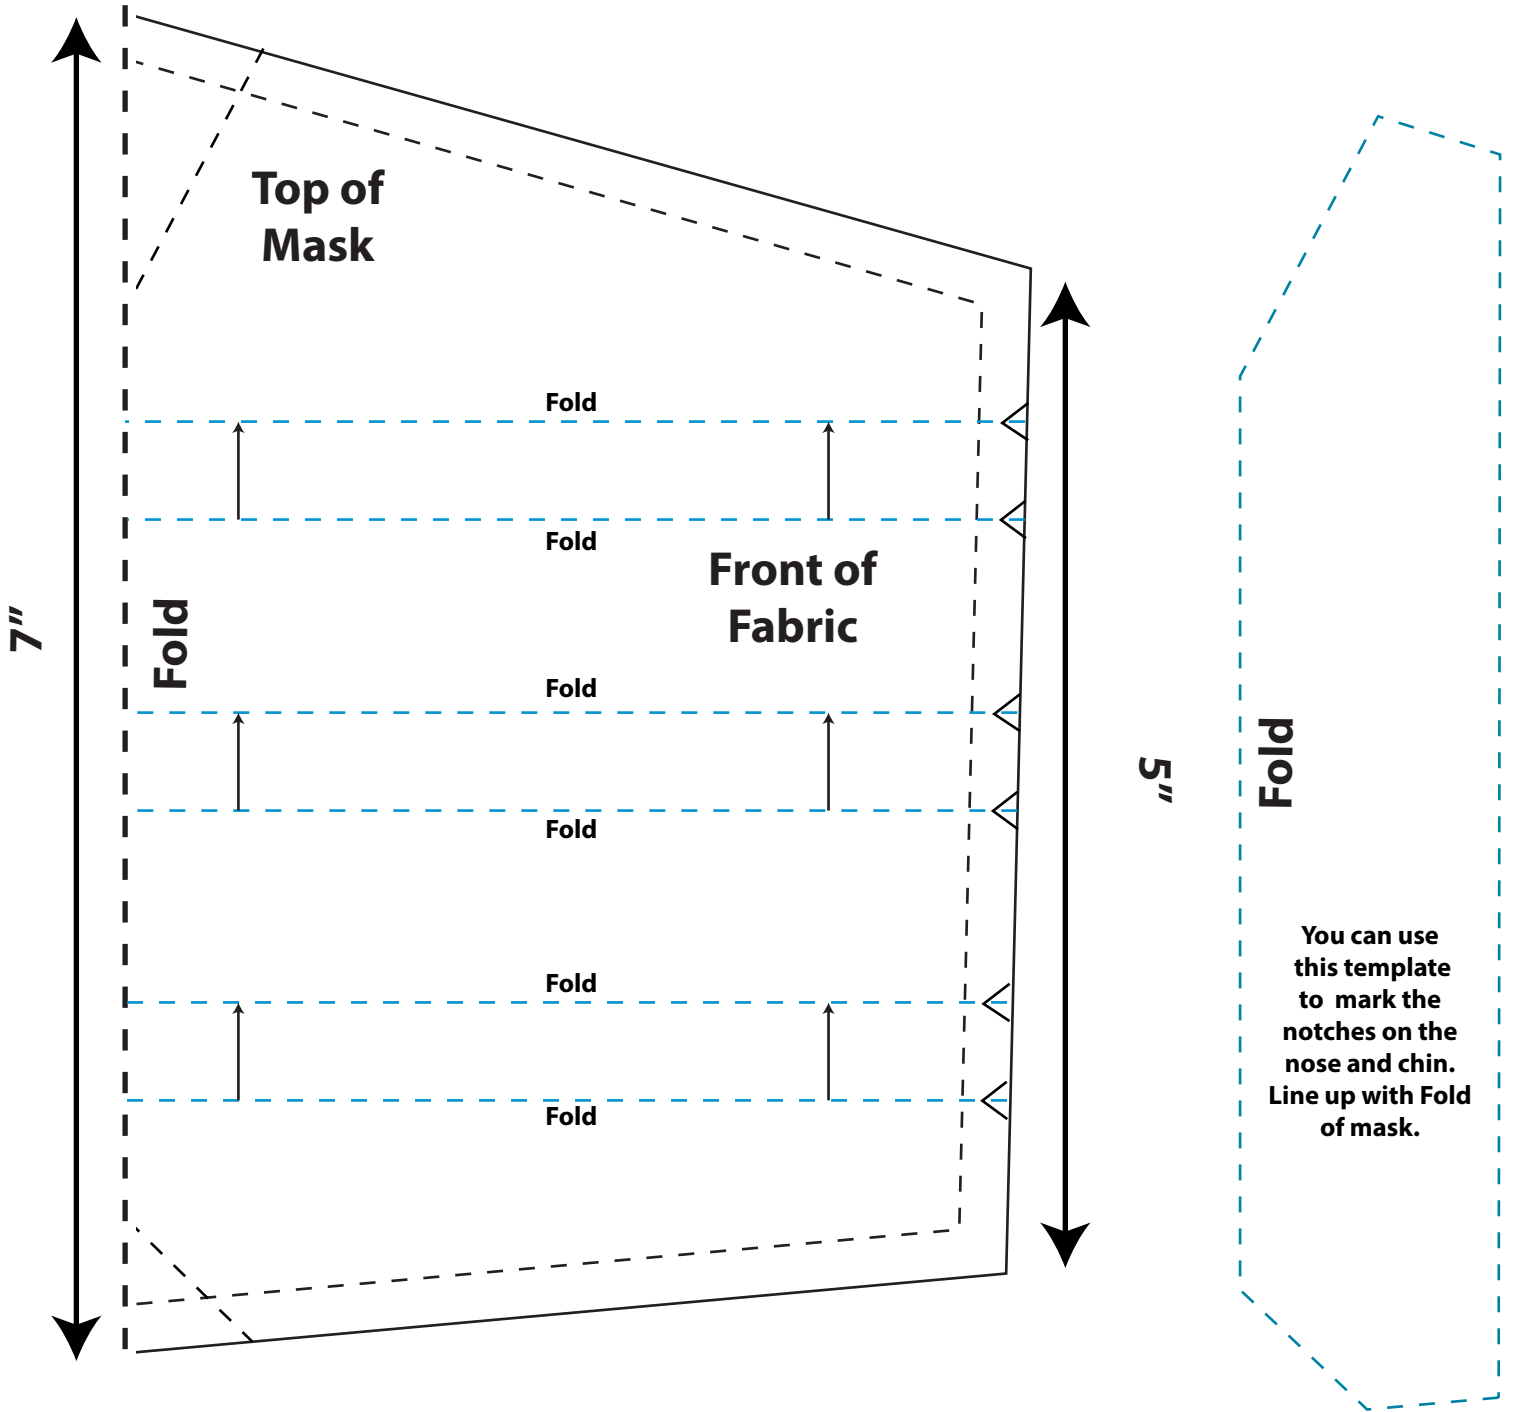 Top of
Mask
Fold
Fold
Front of
Fabric
7”
Fold
Fold
Fold
Fold
Fold
5”
Fold
You can use
this template
to mark the
notches on the
nose and chin.
Line up with Fold
of mask.